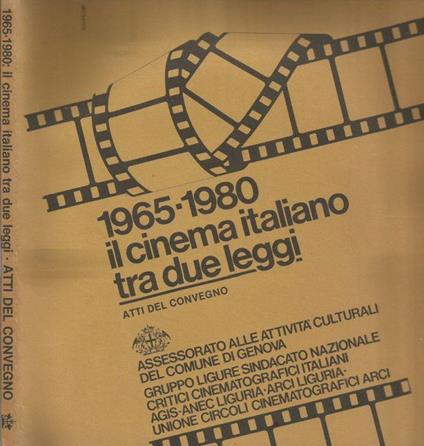 1965-1980: il cinema italiano tra due leggi · ATTI DEL CONVEGNO
1965-1980
il cinema italiano
tra due leggi
ATTI DEL CONVEGNO
ASSESSORATO ALLE ATTIVITÀ CULTURALI
DEL COMUNE DI GENOVA
GRUPPO LIGURE SINDACATO NAZIONALE
CRITICI CINEMATOGRAFICI ITALIANI
AGIS·ANEC LIGURIA·ARCI LIGURIA·
UNIONE CIRCOLI CINEMATOGRAFICI ARCI